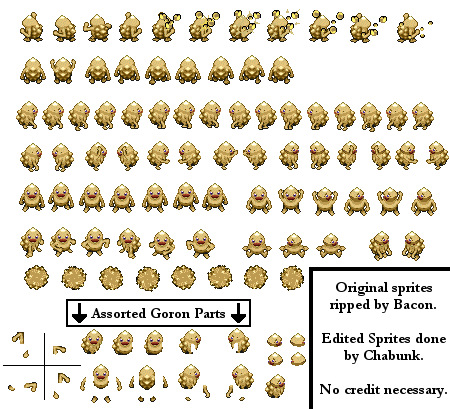 Assorted Goron Parts
Original sprites
ripped by Bacon.
Edited Sprites done
by Chabunk.
No credit necessary.